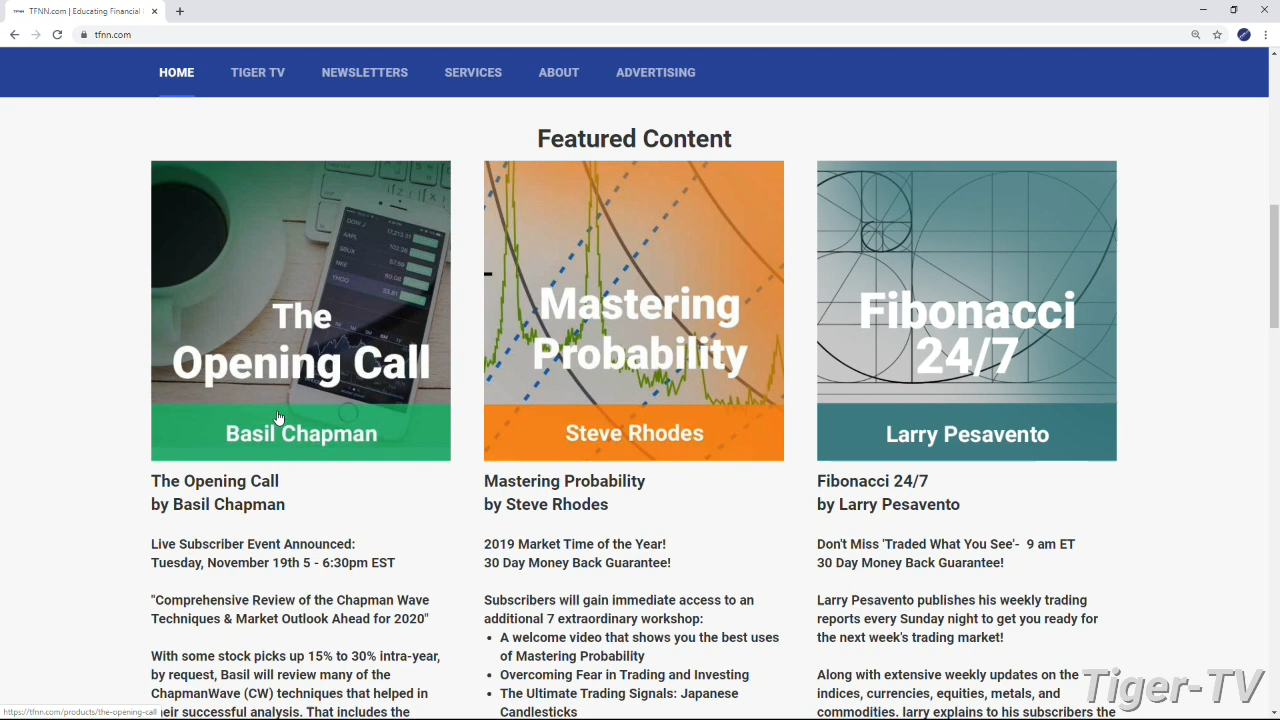 TFNN.com | Educating Financial
tfnn.com
HOME
TIGER TV
NEWSLETTERS
SERVICES
ABOUT
ADVERTISING
Featured Content
The
Opening Call
Basil Chapman
Mastering
Probability
Steve Rhodes
Fibonacci
24/7
Larry Pesavento
The Opening Call
by Basil Chapman
Live Subscriber Event Announced:
Tuesday, November 19th 5 - 6:30pm EST
"Comprehensive Review of the Chapman Wave
Techniques & Market Outlook Ahead for 2020"
With some stock picks up 15% to 30% intra-year,
by request, Basil will review many of the
ChapmanWave (CW) techniques that helped in
their successful analysis. That includes the
Mastering Probability
by Steve Rhodes
2019 Market Time of the Year!
30 Day Money Back Guarantee!
Subscribers will gain immediate access to an
additional 7 extraordinary workshop:
• A welcome video that shows you the best uses
of Mastering Probability
• Overcoming Fear in Trading and Investing
• The Ultimate Trading Signals: Japanese
Candlesticks
Fibonacci 24/7
by Larry Pesavento
Don't Miss 'Traded What You See'- 9 am ET
30 Day Money Back Guarantee!
Larry Pesavento publishes his weekly trading
reports every Sunday night to get you ready for
the next week's trading market!
Along with extensive weekly updates on the
indices, currencies, equities, metals, and
commodities, larry explains to his subscribers the
Tiger-TV
https://tfnn.com/products/the-opening-call